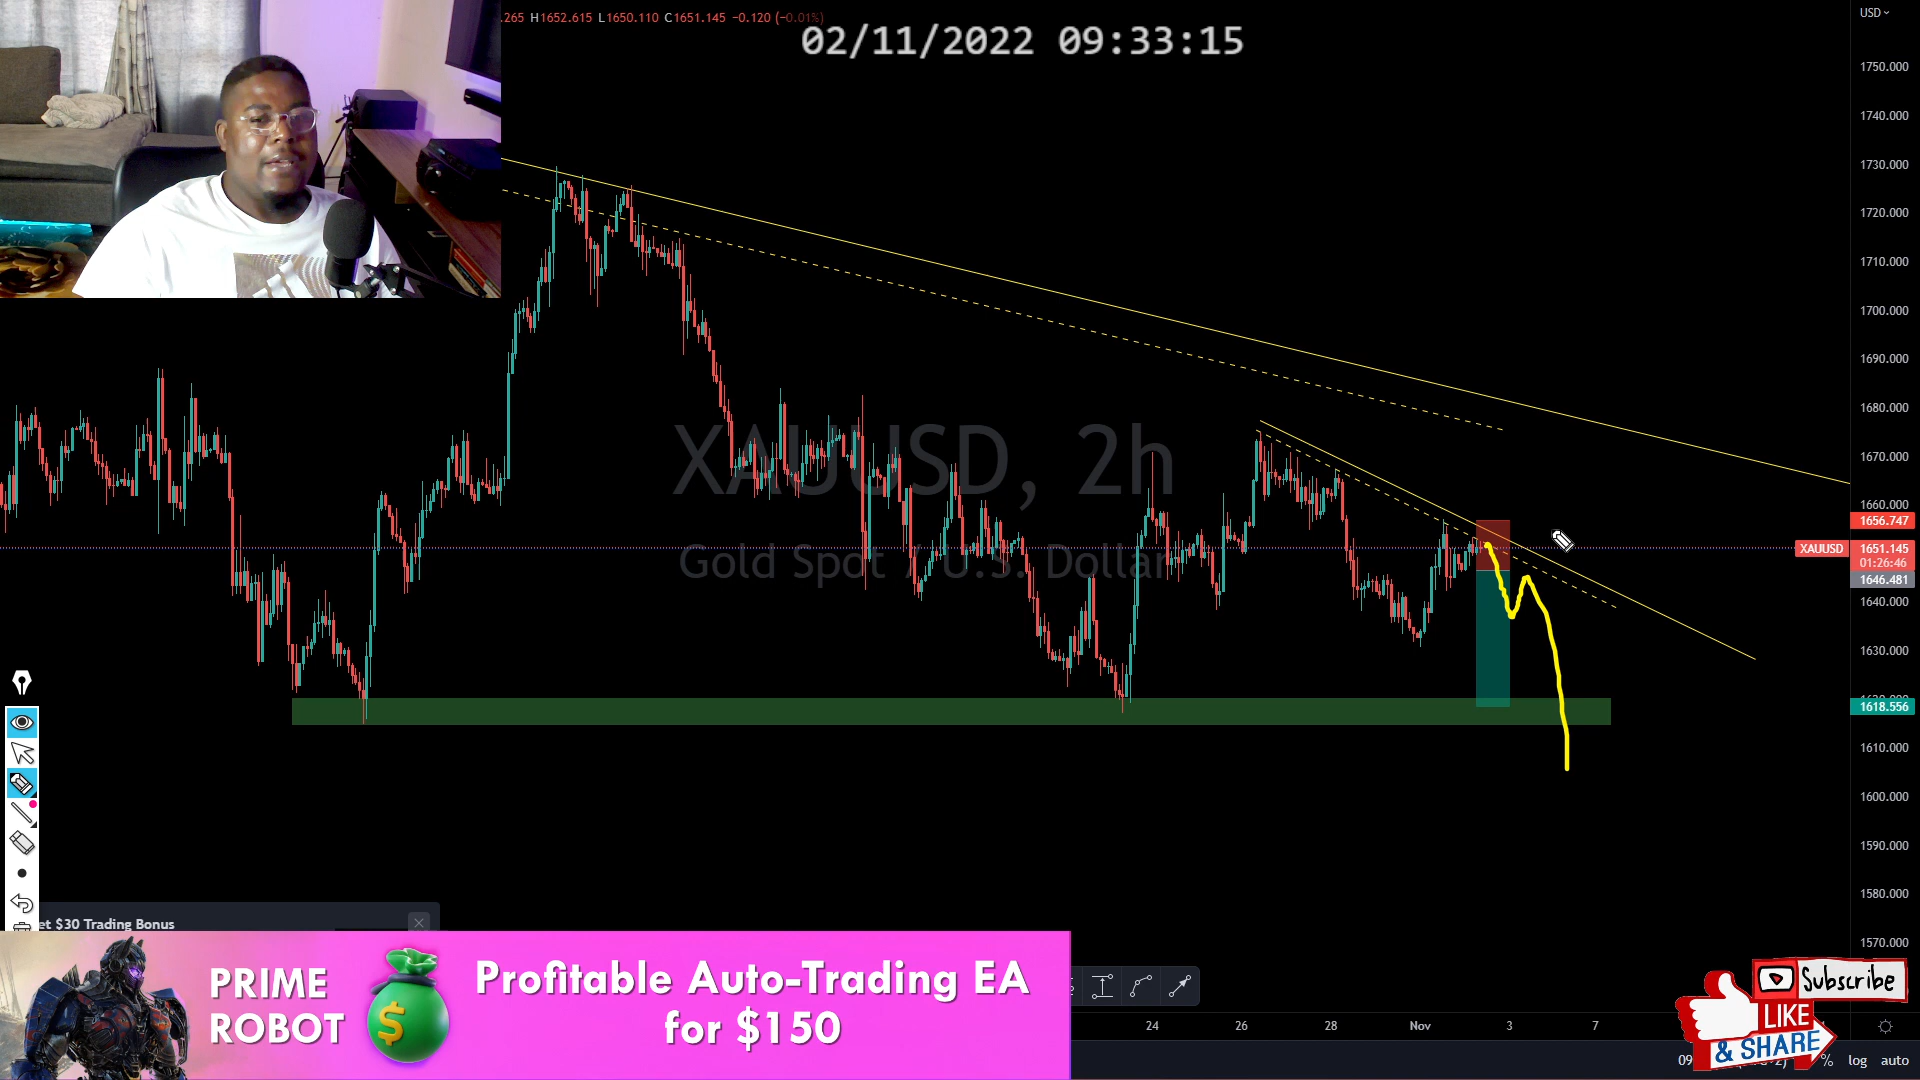 .265 H1652.615 L1650.110 C1651.145 −0.120 (−0.01%)
02/11/2022 09:33:15
USD
1750.000
1740.000
1730.000
1720.000
1710.000
1700.000
1690.000
1680.000
1670.000
1660.000
1656.747
XAUUSD 1651.145
01:26:46
1646.481
1640.000
1630.000
1618.556
1610.000
1600.000
1590.000
1580.000
1570.000
XAUUSD, 2h
Gold Spot / U.S. Dollar
et $30 Trading Bonus
PRIME
ROBOT
Profitable Auto-Trading EA
for $150
24 26 28 Nov 3 7
Subscribe
LIKE
& SHARE
09
% log auto